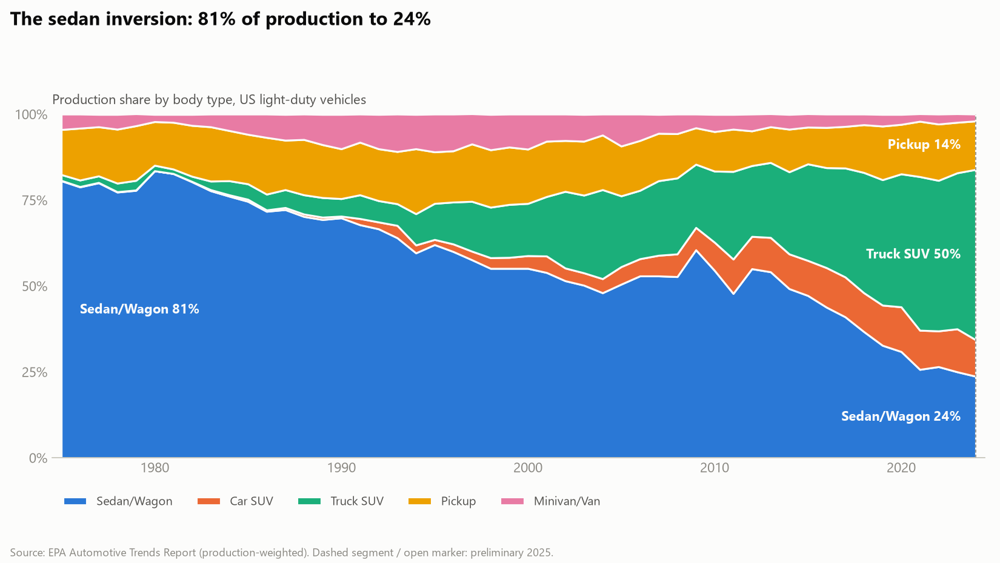 The sedan inversion: 81% of production to 24%
Production share by body type, US light-duty vehicles
100%
75%
50%
25%
0%
Pickup 14%
Truck SUV 50%
Sedan/Wagon 81%
Sedan/Wagon 24%
1980 1990 2000 2010 2020
Sedan/Wagon Car SUV Truck SUV Pickup Minivan/Van
Source: EPA Automotive Trends Report (production-weighted). Dashed segment / open marker: preliminary 2025.